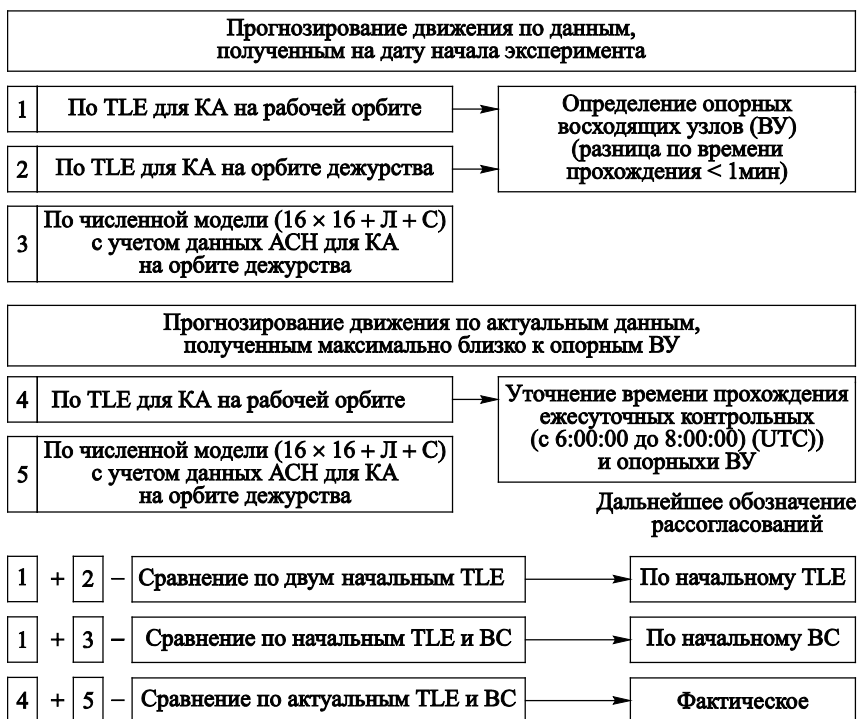 Прогнозирование движения по данным,
полученным на дату начала эксперимента
1 По TLE для КА на рабочей орбите
Определение опорных
восходящих узлов (ВУ)
(разница по времени
прохождения < 1мин)
2 По TLE для КА на орбите дежурства
3 По численной модели (16 × 16 + Л + С)
с учетом данных АСН для КА
на орбите дежурства
Прогнозирование движения по актуальным данным,
полученным максимально близко к опорным ВУ
4 По TLE для КА на рабочей орбите
Уточнение времени прохождения
ежесуточных контрольных
(с 6:00:00 до 8:00:00) (UTC))
и опорныхи ВУ
5 По численной модели (16 × 16 + Л + С)
с учетом данных АСН для КА
на орбите дежурства
Дальнейшее обозначение
рассогласований
1 + 2 – Сравнение по двум начальным TLE По начальному TLE
1 + 3 – Сравнение по начальным TLE и ВС По начальному ВС
4 + 5 – Сравнение по актуальным TLE и ВС Фактическое